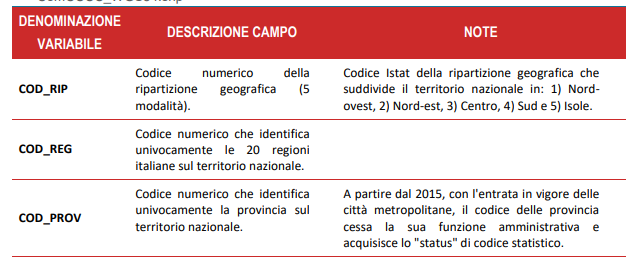 DENOMINAZIONE
VARIABILE
DESCRIZIONE CAMPO
NOTE
COD_RIP
Codice numerico della
ripartizione geografica (5
modalità).
Codice Istat della ripartizione geografica che
suddivide il territorio nazionale in: 1) Nord-
ovest, 2) Nord-est, 3) Centro, 4) Sud e 5) Isole.
COD_REG
Codice numerico che identifica
univocamente le 20 regioni
italiane sul territorio nazionale.
COD_PROV
Codice numerico che identifica
univocamente la provincia sul
territorio nazionale.
A partire dal 2015, con l'entrata in vigore delle
città metropolitane, il codice delle provincia
cessa la sua funzione amministrativa e
acquisisce lo "status" di codice statistico.